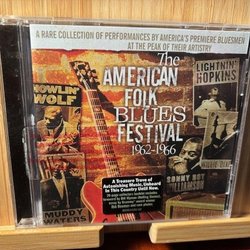 A RARE COLLECTION OF PERFORMANCES BY AMERICA'S PREMIERE BLUESMEN
AT THE PEAK OF THEIR ARTISTRY
The
AMERICAN
FOLK
BLUES
FESTIVAL
1962-1966
HOWLIN'
WOLF
LIGHTNIN'
HOPKINS
WILLIE DIXON
SONNY BOY
WILLIAMSON
MUDDY
WATERS
A Treasure Trove of
Astonishing Music, Unheard
In This Country Until Now.